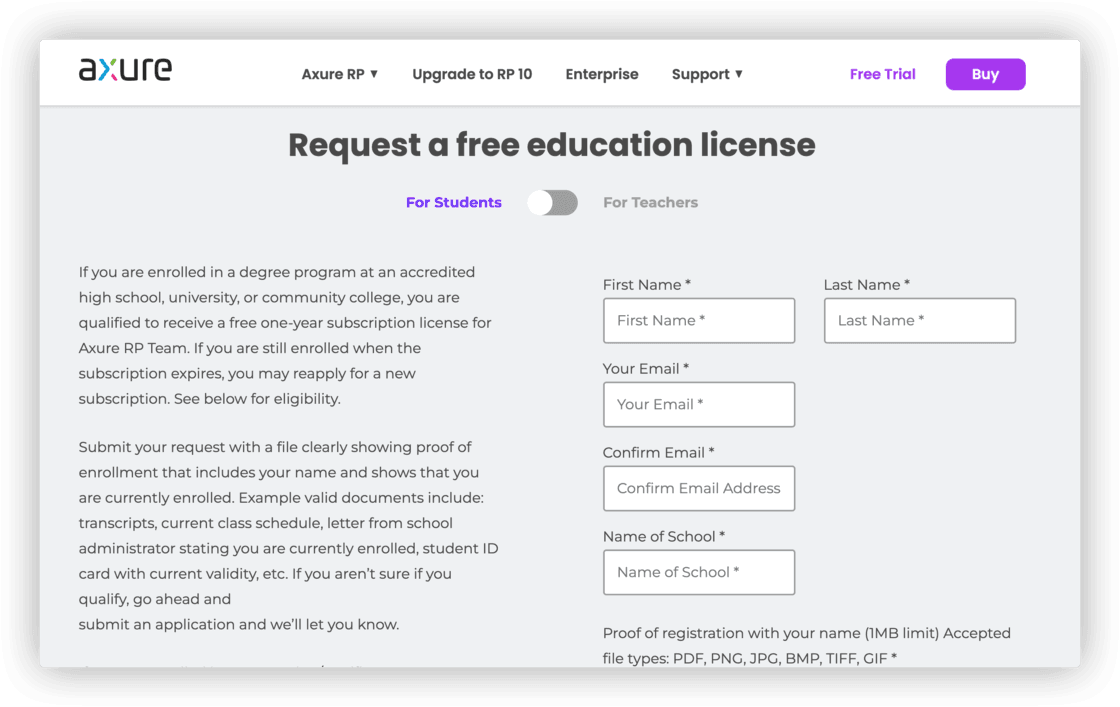 axure
Axure RP ▼
Upgrade to RP 10
Enterprise
Support ▼
Free Trial
Buy
Request a free education license
For Students
For Teachers
If you are enrolled in a degree program at an accredited
high school, university, or community college, you are
qualified to receive a free one-year subscription license for
Axure RP Team. If you are still enrolled when the
subscription expires, you may reapply for a new
subscription. See below for eligibility.
Submit your request with a file clearly showing proof of
enrollment that includes your name and shows that you
are currently enrolled. Example valid documents include:
transcripts, current class schedule, letter from school
administrator stating you are currently enrolled, student ID
card with current validity, etc. If you aren’t sure if you
qualify, go ahead and
submit an application and we’ll let you know.
First Name *
First Name *
Last Name *
Last Name *
Your Email *
Your Email *
Confirm Email *
Confirm Email Address
Name of School *
Name of School *
Proof of registration with your name (1MB limit) Accepted
file types: PDF, PNG, JPG, BMP, TIFF, GIF *